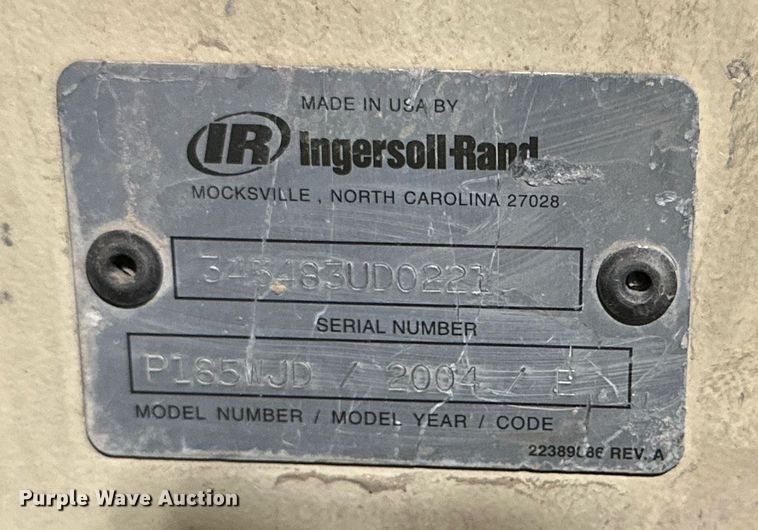 MADE IN USA BY
IR Ingersoll-Rand
MOCKSVILLE, NORTH CAROLINA 27028
345483UD0221
SERIAL NUMBER
P185WJD / 2004 / E
MODEL NUMBER / MODEL YEAR / CODE
REV. A
Purple Wave Auction